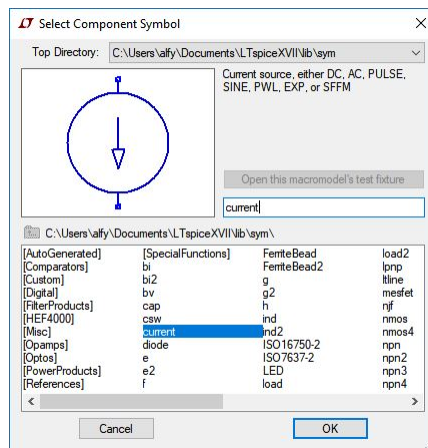 Select Component Symbol
Top Directory: C:\Users\alfy\Documents\LTspiceXVII\lib\sym
Current source, either DC, AC, PULSE,
SINE, PWL, EXP, or SFFM
Open this macromodel's test fixture
current
C:\Users\alfy\Documents\LTspiceXVII\lib\sym\
[AutoGenerated] [SpecialFunctions] FerriteBead load2
[Comparators] bi FerriteBead2 lpnp
[Custom] bi2 g ltline
[Digital] bv g2 mesfet
[FilterProducts] cap h njf
[HEF4000] csw ind nmos
[Misc] current ind2 nmos4
[Opamps] diode ISO16750-2 npn
[Optos] e ISO7637-2 npn2
[PowerProducts] e2 LED npn3
[References] f load npn4
Cancel OK